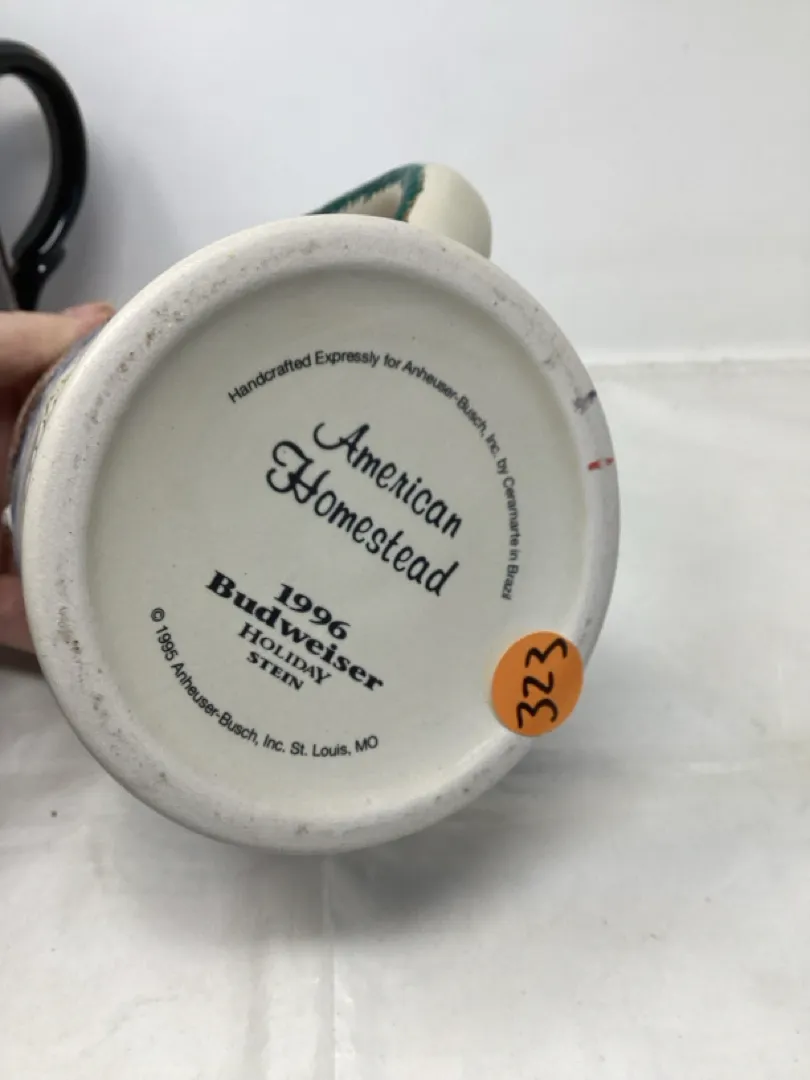 Handcrafted Expressly for Anheuser-Busch, Inc. by Ceramarte in Brazil
American
Homestead
1996
Budweiser
HOLIDAY
STEIN
© 1995 Anheuser-Busch, Inc. St. Louis, MO
323